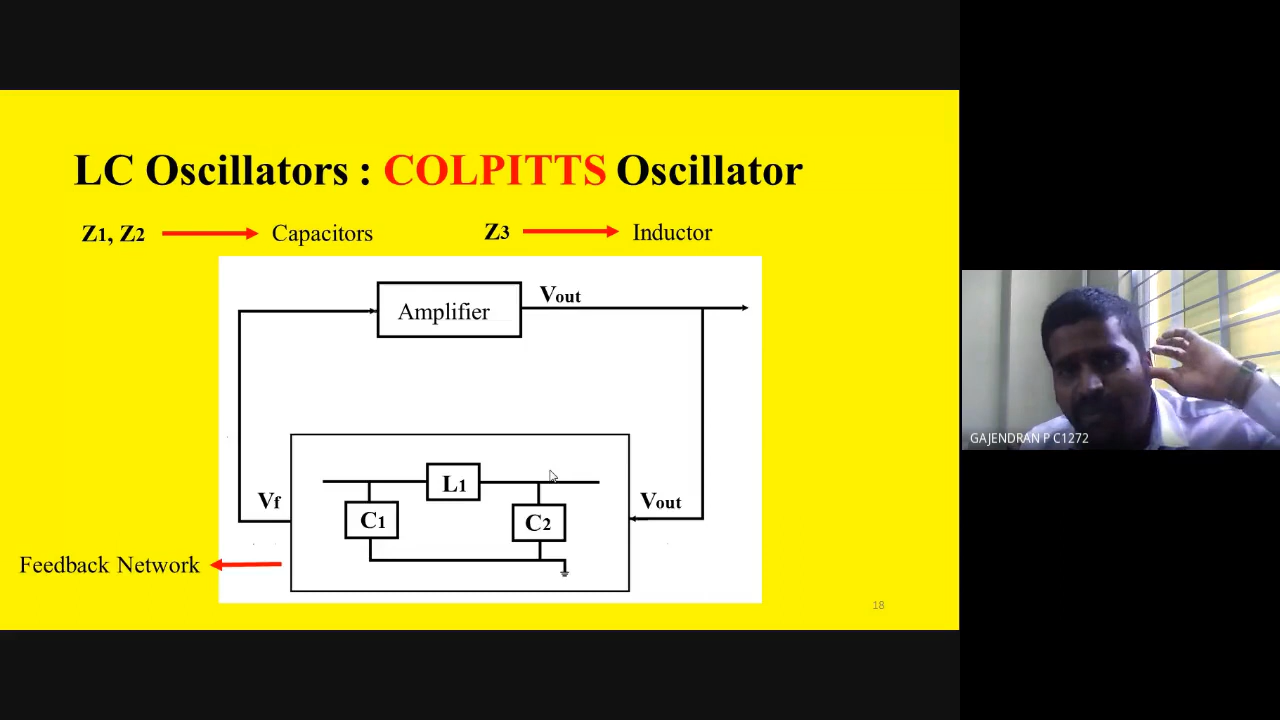 LC Oscillators : COLPITTS Oscillator
Z1, Z2 Capacitors Z3 Inductor
Amplifier
Vout
L1
Vf
Vout
C1
C2
Feedback Network
18
GAJENDRAN P C1272